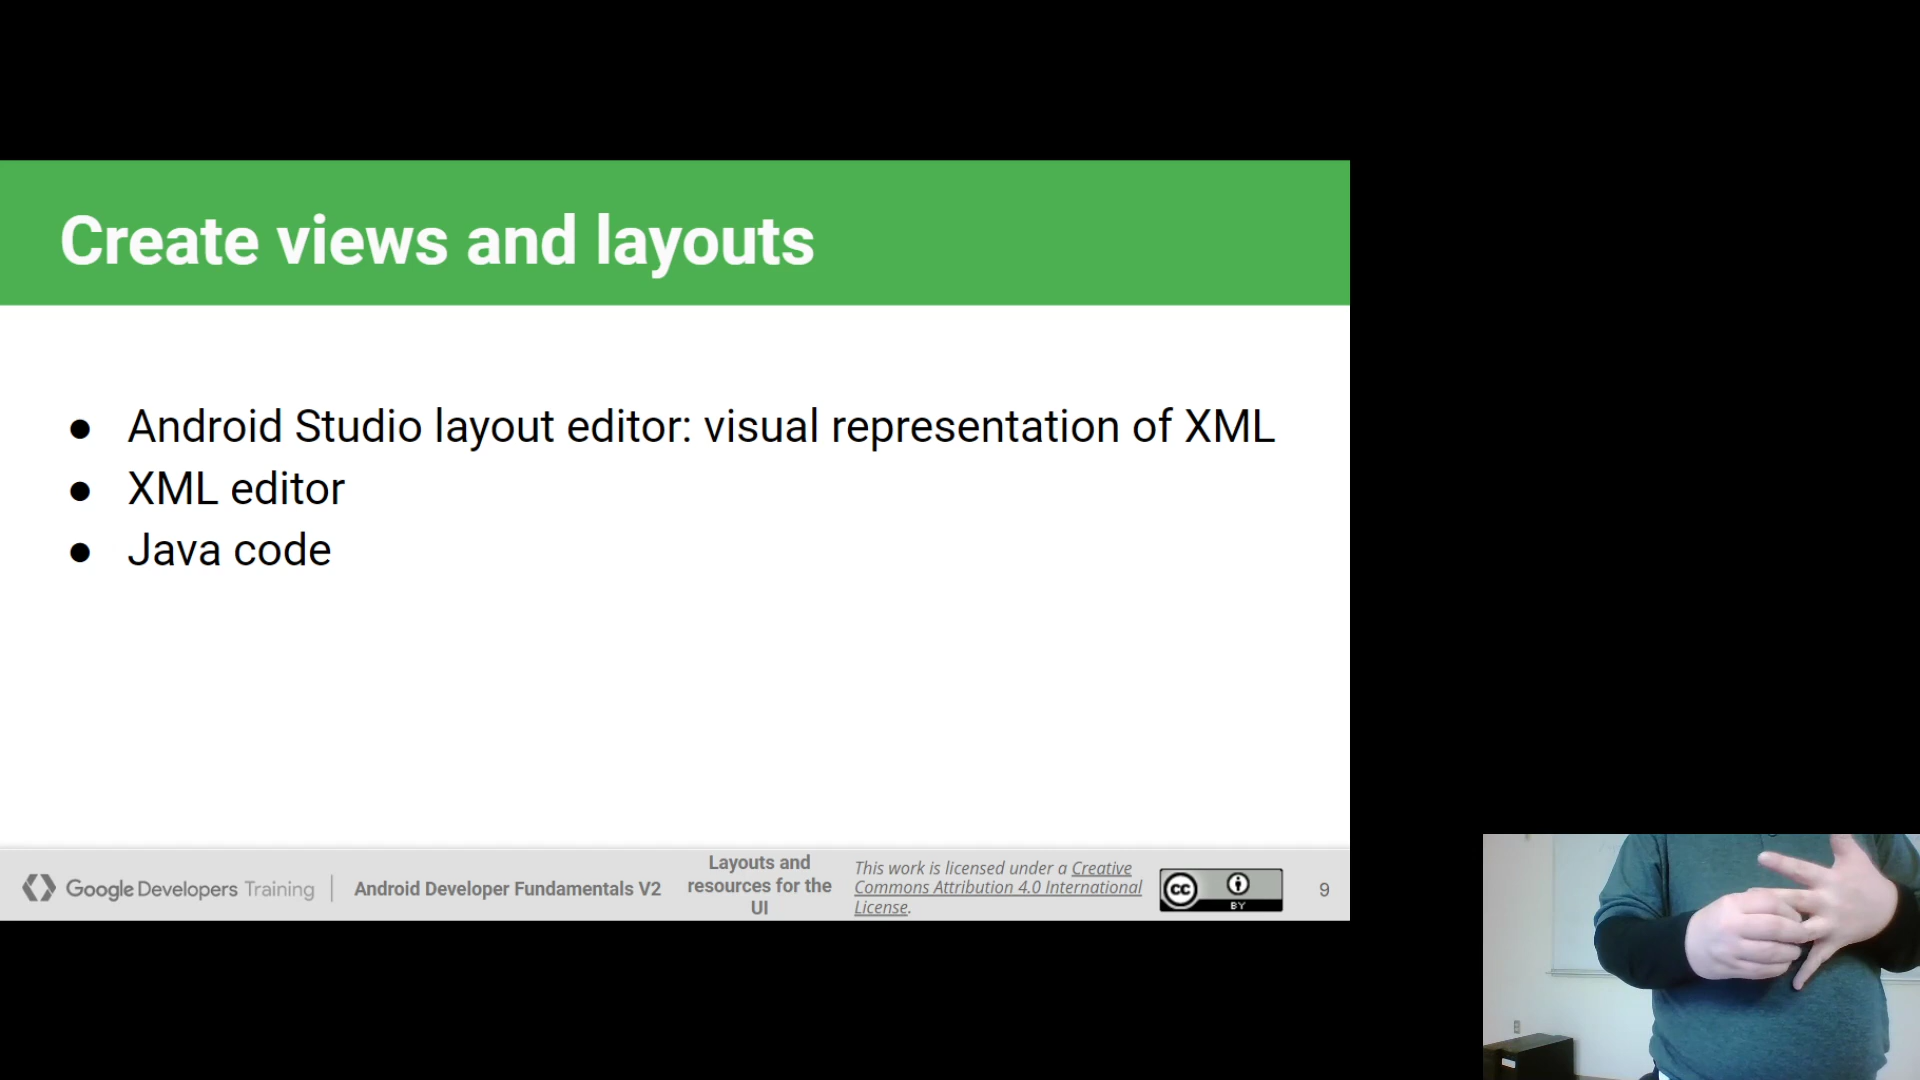 Create views and layouts
● Android Studio layout editor: visual representation of XML
● XML editor
● Java code
Google Developers Training
Android Developer Fundamentals V2
Layouts and
resources for the
UI
This work is licensed under a Creative
Commons Attribution 4.0 International
License.
cc
BY
9